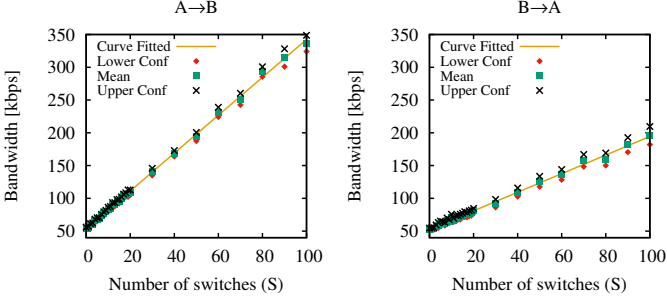 A→B
350
300
250
200
150
100
50
0
20
40
60
80
100
Bandwidth [kbps]
Number of switches (S)
Curve Fitted
Lower Conf
Mean
Upper Conf
B→A
350
300
250
200
150
100
50
0
20
40
60
80
100
Bandwidth [kbps]
Number of switches (S)
Curve Fitted
Lower Conf
Mean
Upper Conf